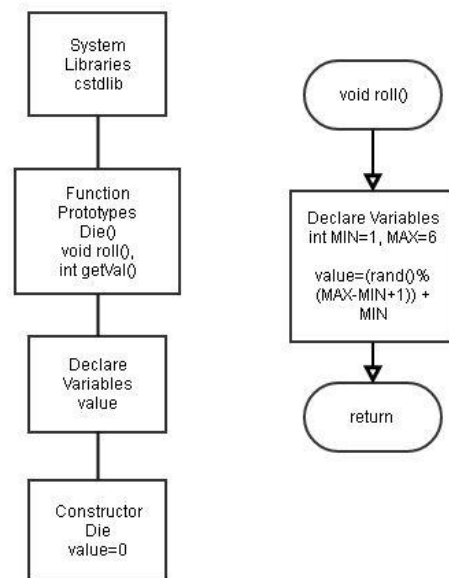 System
Libraries
cstdlib
Function
Prototypes
Die()
void roll(),
int getVal()
Declare
Variables
value
Constructor
Die
value=0
void roll()
Declare Variables
int MIN=1, MAX=6
value=(rand()%
(MAX-MIN+1)) +
MIN
return